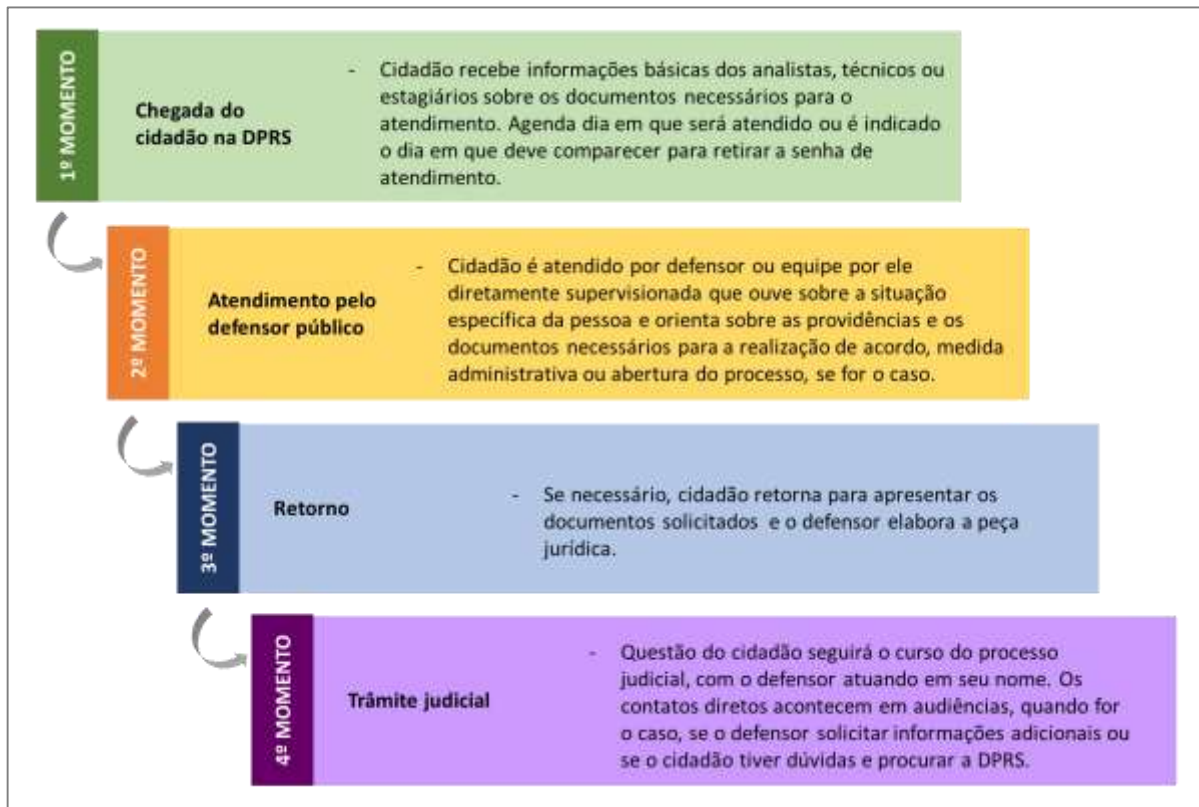 1º MOMENTO
Chegada do
cidadão na DPRS
- Cidadão recebe informações básicas dos analistas, técnicos ou
estagiários sobre os documentos necessários para o
atendimento. Agenda dia em que será atendido ou é indicado
o dia em que deve comparecer para retirar a senha de
atendimento.
2º MOMENTO
Atendimento pelo
defensor público
- Cidadão é atendido por defensor ou equipe por ele
diretamente supervisionada que ouve sobre a situação
específica da pessoa e orienta sobre as providências e os
documentos necessários para a realização de acordo, medida
administrativa ou abertura do processo, se for o caso.
3º MOMENTO
Retorno
- Se necessário, cidadão retorna para apresentar os
documentos solicitados e o defensor elabora a peça
jurídica.
4º MOMENTO
Trâmite judicial
- Questão do cidadão seguirá o curso do processo
judicial, com o defensor atuando em seu nome. Os
contatos diretos acontecem em audiências, quando for
o caso, se o defensor solicitar informações adicionais ou
se o cidadão tiver dúvidas e procurar a DPRS.